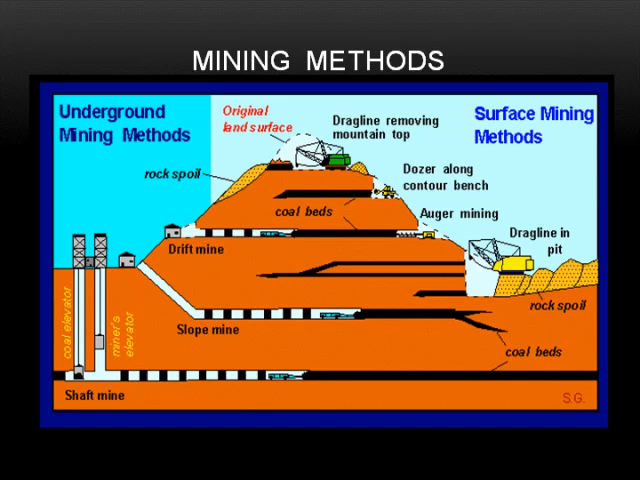 MINING METHODS
Underground
Mining Methods
Original
land surface
Dragline removing
mountain top
Surface Mining
Methods
rock spoil
Dozer along
contour bench
coal beds
Auger mining
Dragline in
pit
Drift mine
rock spoil
coal elevator
miner's
elevator
Slope mine
coal beds
Shaft mine
S.G.